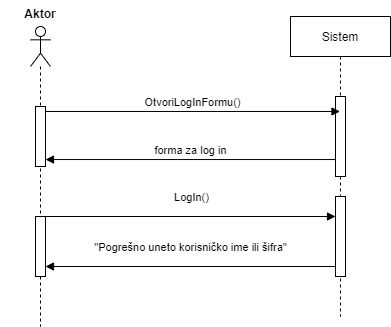 Aktor
Sistem
OtvoriLogInFormu()
forma za log in
LogIn()
"Pogrešno uneto korisničko ime ili šifra"